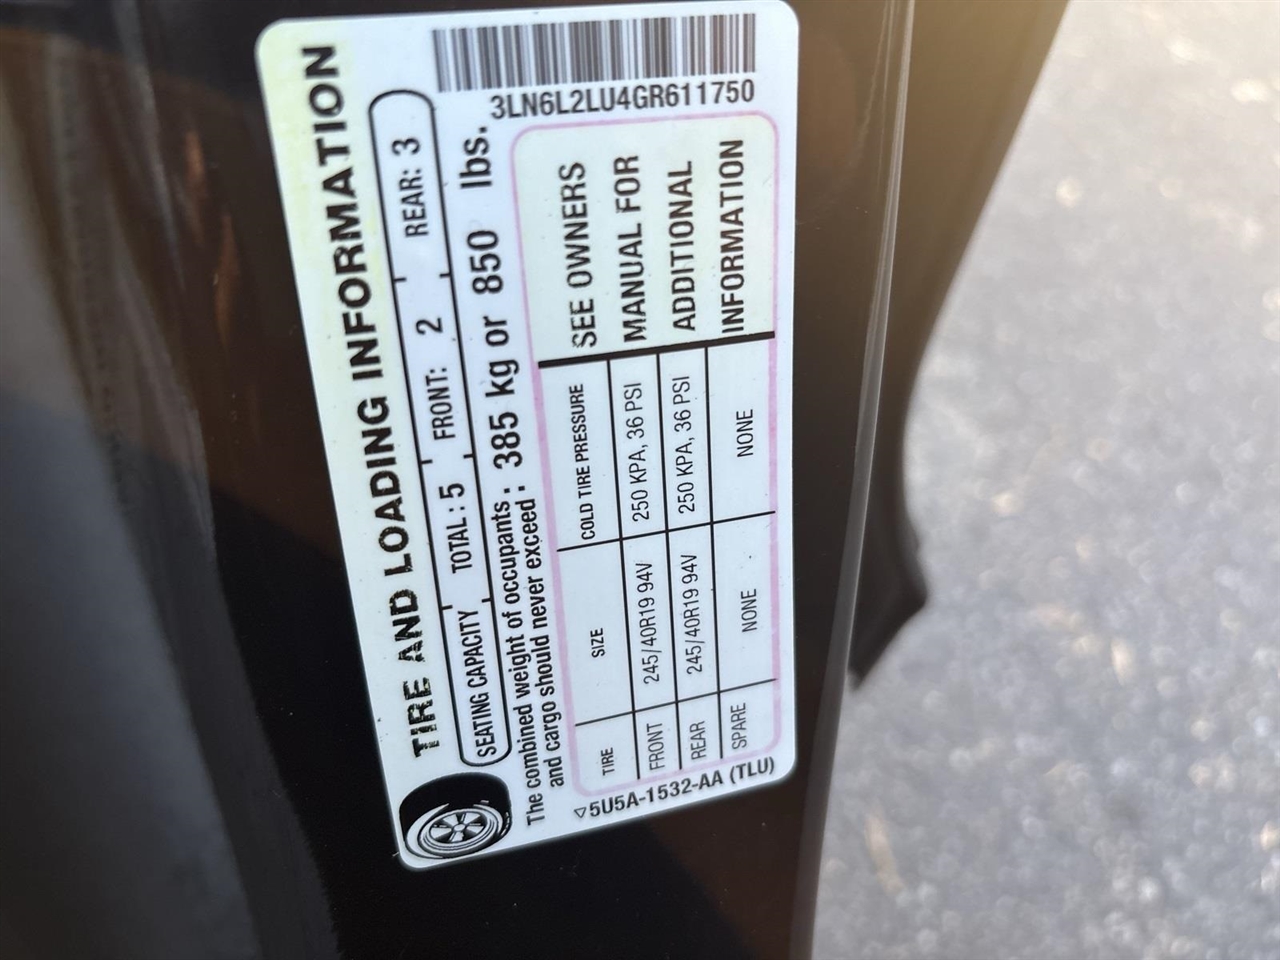 TIRE AND LOADING INFORMATION
SEATING CAPACITY TOTAL: 5 FRONT: 2 REAR: 3
The combined weight of occupants and cargo should never exceed: 385 kg or 850 lbs.
3LN6L2LU4GR611750
TIRE SIZE COLD TIRE PRESSURE
FRONT 245/40R19 94V 250 KPA, 36 PSI
REAR 245/40R19 94V 250 KPA, 36 PSI
SPARE NONE NONE
SEE OWNERS
MANUAL FOR
ADDITIONAL
INFORMATION
5U5A-1532-AA (TLU)